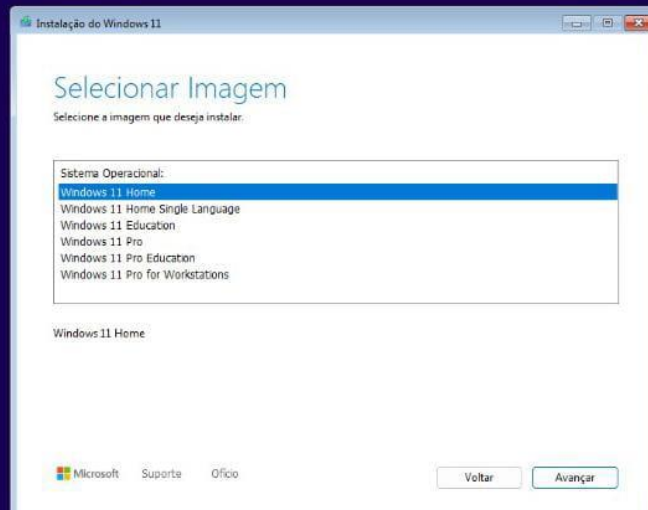 Instalação do Windows 11
Selecionar Imagem
Selecione a imagem que deseja instalar.
Sistema Operacional:
Windows 11 Home
Windows 11 Home Single Language
Windows 11 Education
Windows 11 Pro
Windows 11 Pro Education
Windows 11 Pro for Workstations
Windows 11 Home
Microsoft Suporte Ofício Voltar Avançar